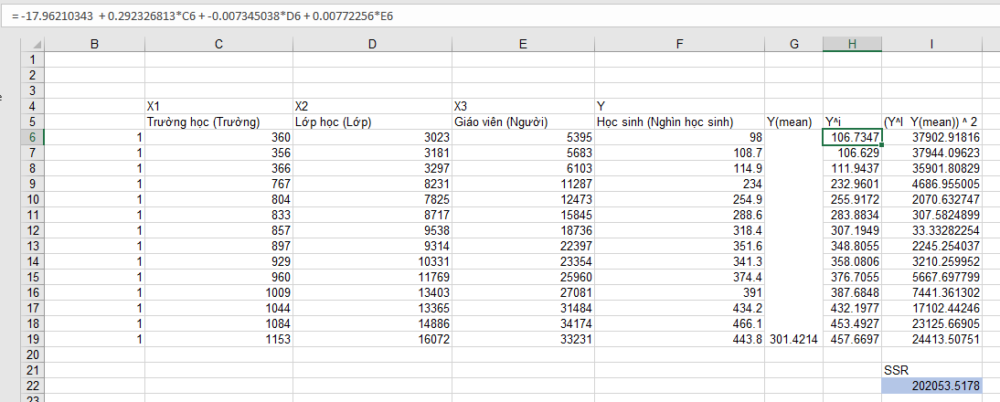 = -17.96210343 + 0.292326813*C6 + -0.007345038*D6 + 0.00772256*E6
B C D E F G H I
1
2
3
4 X1 X2 X3 Y
5 Trường học (Trường) Lớp học (Lớp) Giáo viên (Người) Học sinh (Nghìn học sinh) Y(mean) Y^i (Y^I Y(mean)) ^ 2
6 1 360 3023 5395 98 106.7347 37902.91816
7 1 356 3181 5683 108.7 106.629 37944.09623
8 1 366 3297 6103 114.9 111.9437 35901.80829
9 1 767 8231 11287 234 232.9601 4686.955005
10 1 804 7825 12473 254.9 255.9172 2070.632747
11 1 833 8717 15845 288.6 283.8834 307.5824899
12 1 857 9538 18736 318.4 307.1949 33.33282254
13 1 897 9314 22397 351.6 348.8055 2245.254037
14 1 929 10331 23354 341.3 358.0806 3210.259952
15 1 960 11769 25960 374.4 376.7055 5667.697799
16 1 1009 13403 27081 391 387.6848 7441.361302
17 1 1044 13365 31484 434.2 432.1977 17102.44246
18 1 1084 14886 34174 466.1 453.4927 23125.66905
19 1 1153 16072 33231 443.8 301.4214 457.6697 24413.50751
20
21 SSR
22 202053.5178
23